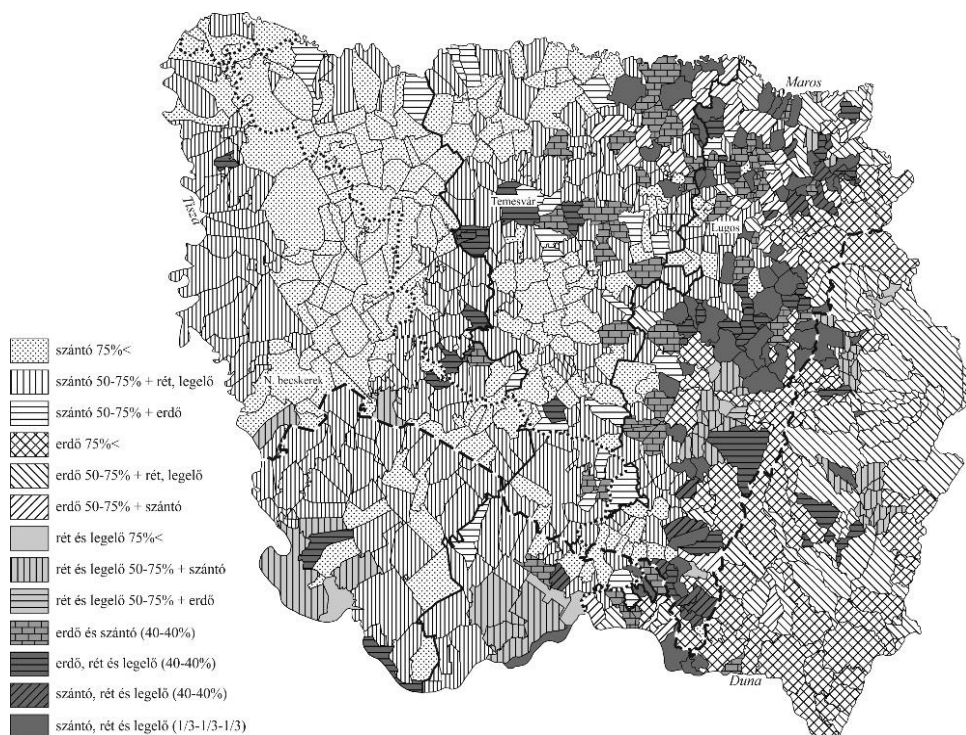 Maros
Tisza
Temesvár
Lugos
N. becskerek
Duna
szántó 75%<
szántó 50-75% + rét, legelő
szántó 50-75% + erdő
erdő 75%<
erdő 50-75% + rét, legelő
erdő 50-75% + szántó
rét és legelő 75%<
rét és legelő 50-75% + szántó
rét és legelő 50-75% + erdő
erdő és szántó (40-40%)
erdő, rét és legelő (40-40%)
szántó, rét és legelő (40-40%)
szántó, rét és legelő (1/3-1/3-1/3)